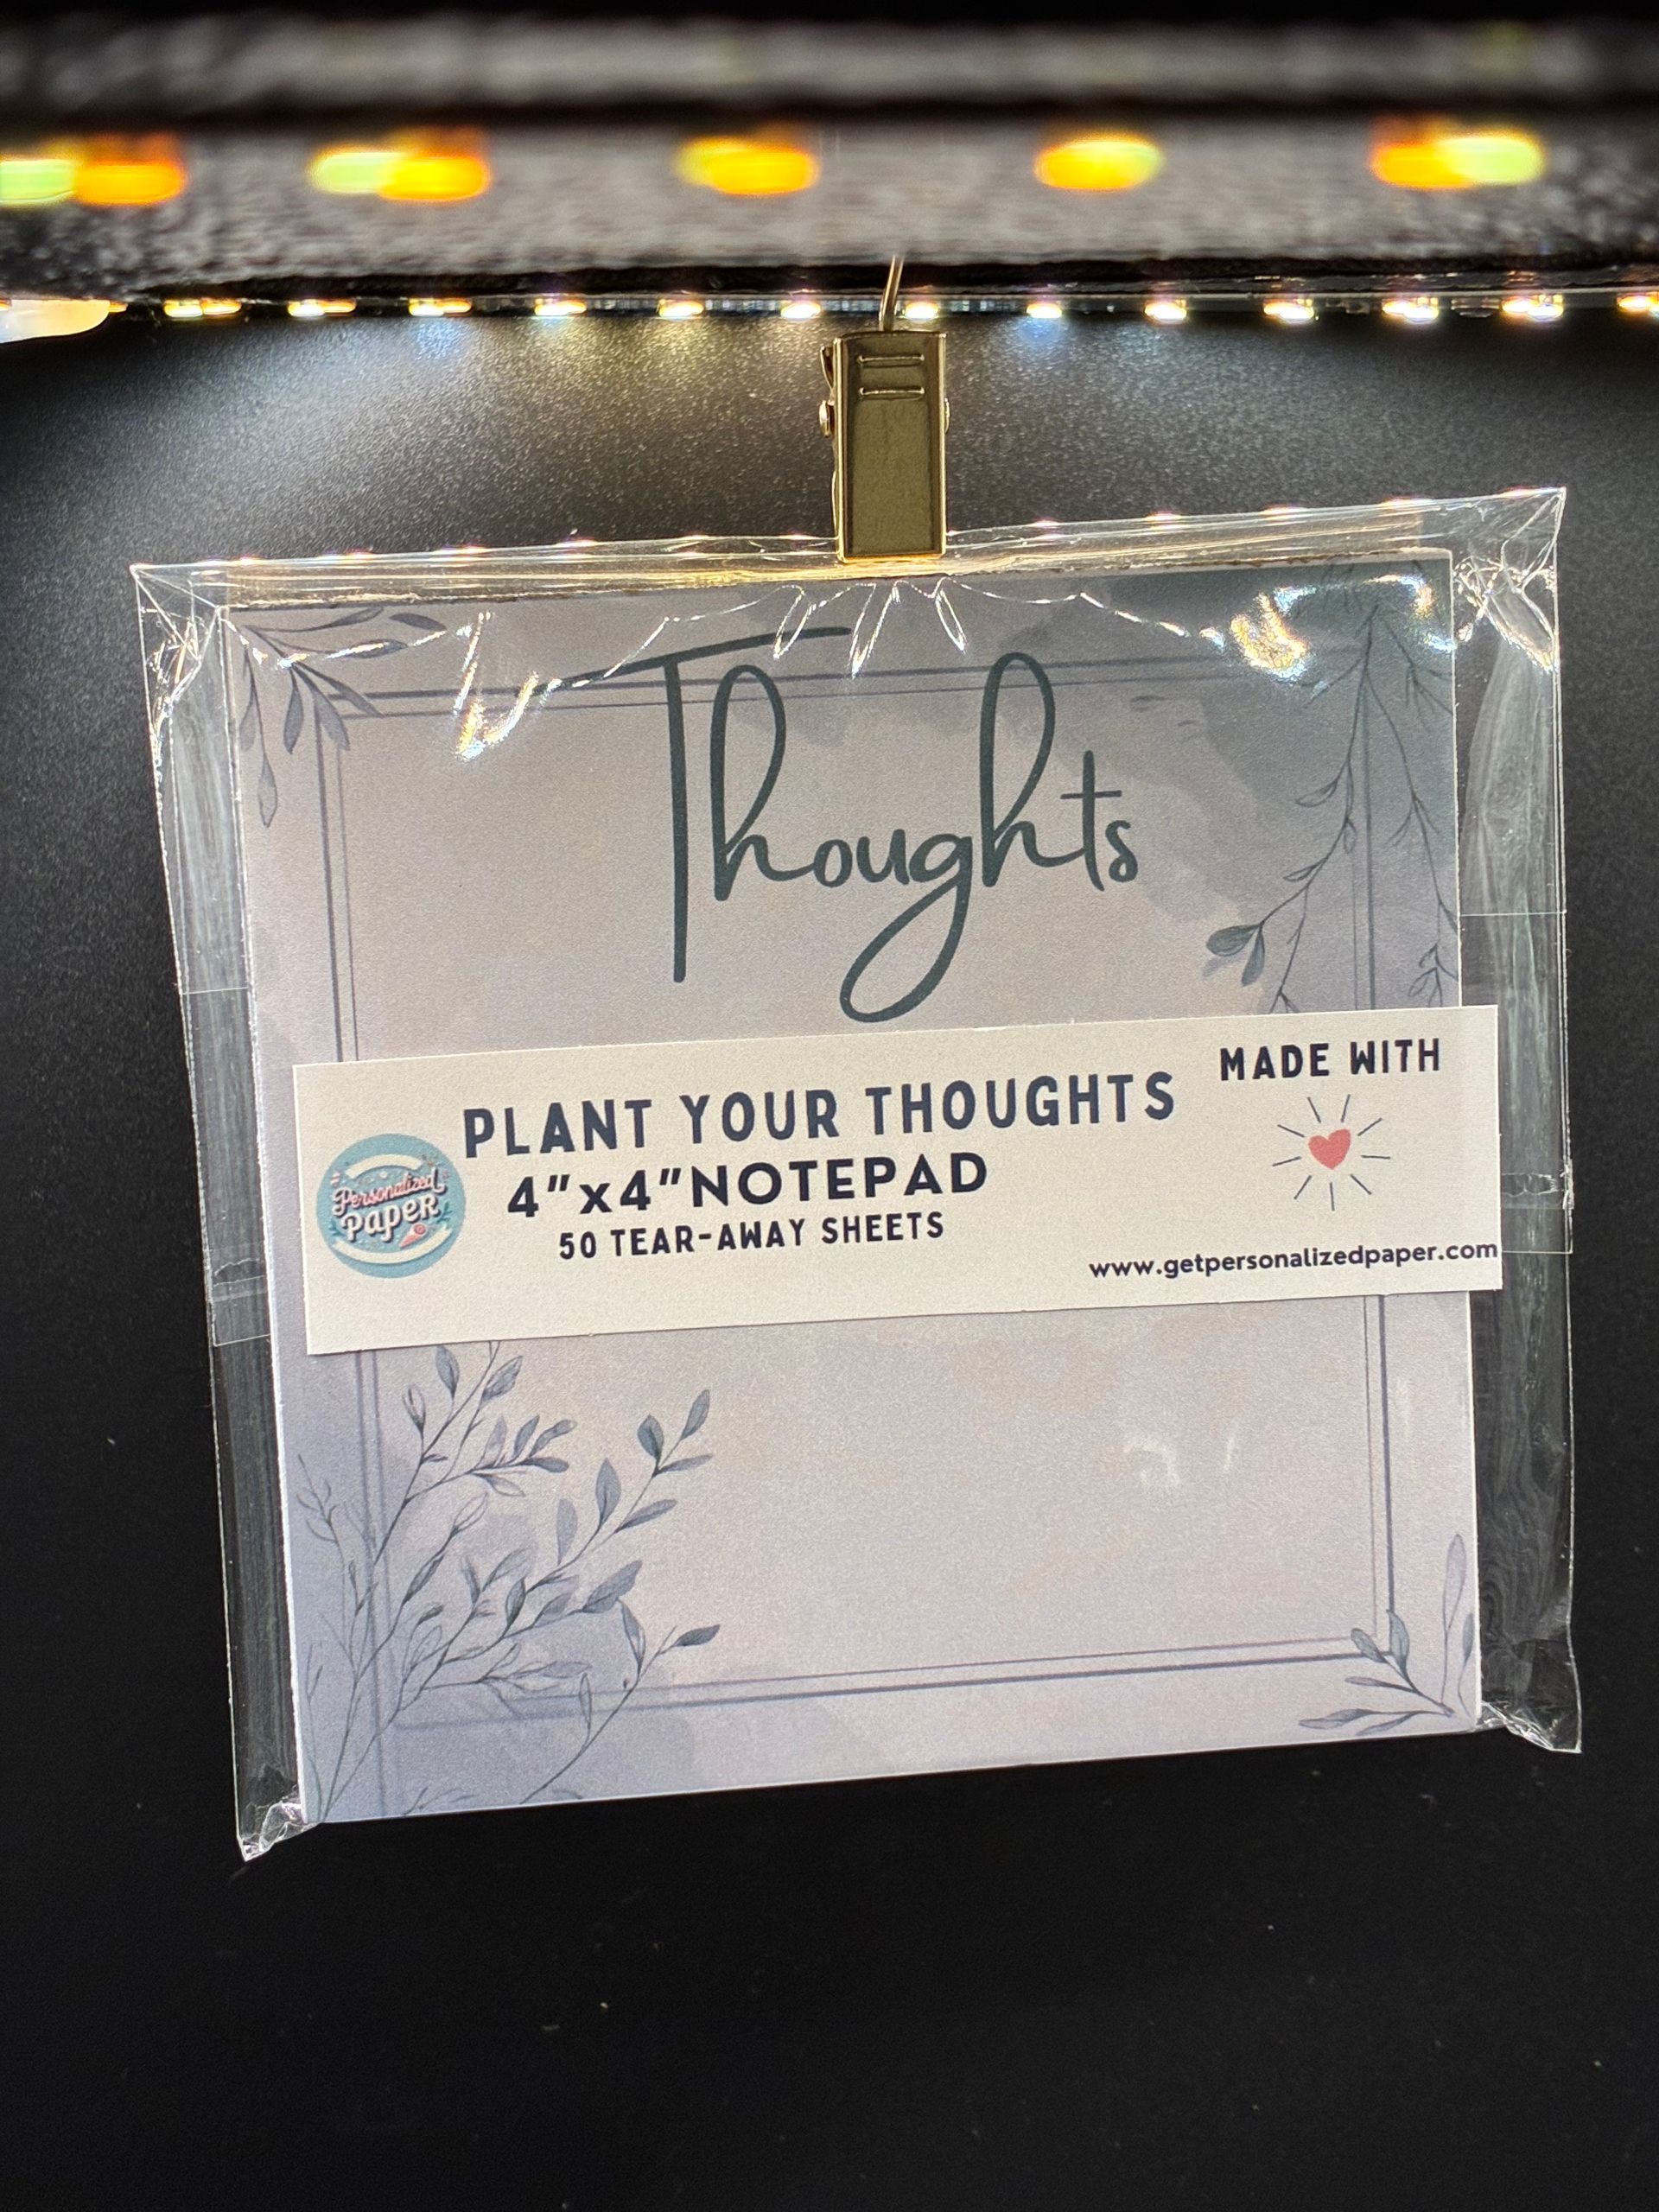 Thoughts
PLANT YOUR THOUGHTS
4"x4"NOTEPAD
50 TEAR-AWAY SHEETS
MADE WITH
www.getpersonalizedpaper.com
Personalized
PAPER